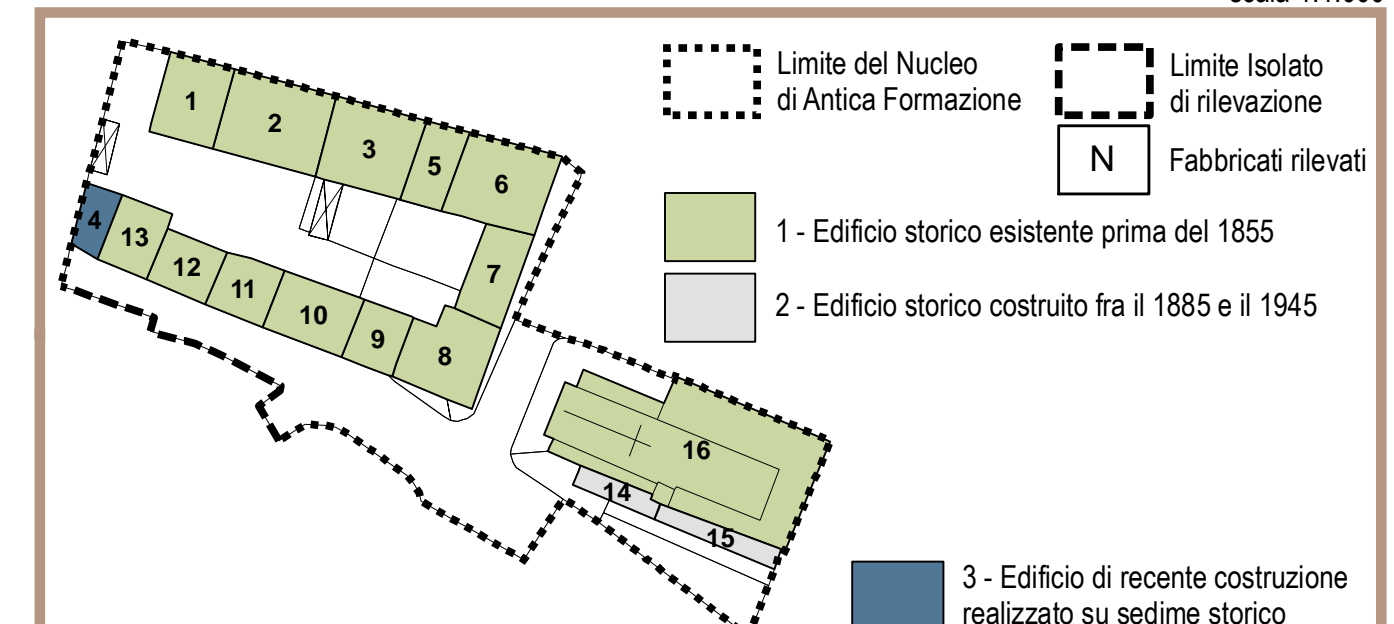 Limite del Nucleo
di Antica Formazione
Limite Isolato
di rilevazione
N
Fabbricati rilevati
1 - Edificio storico esistente prima del 1855
2 - Edificio storico costruito fra il 1885 e il 1945
3 - Edificio di recente costruzione
realizzato su sedime storico
1
2
3
5
6
4
13
12
11
10
9
8
7
16
14
15